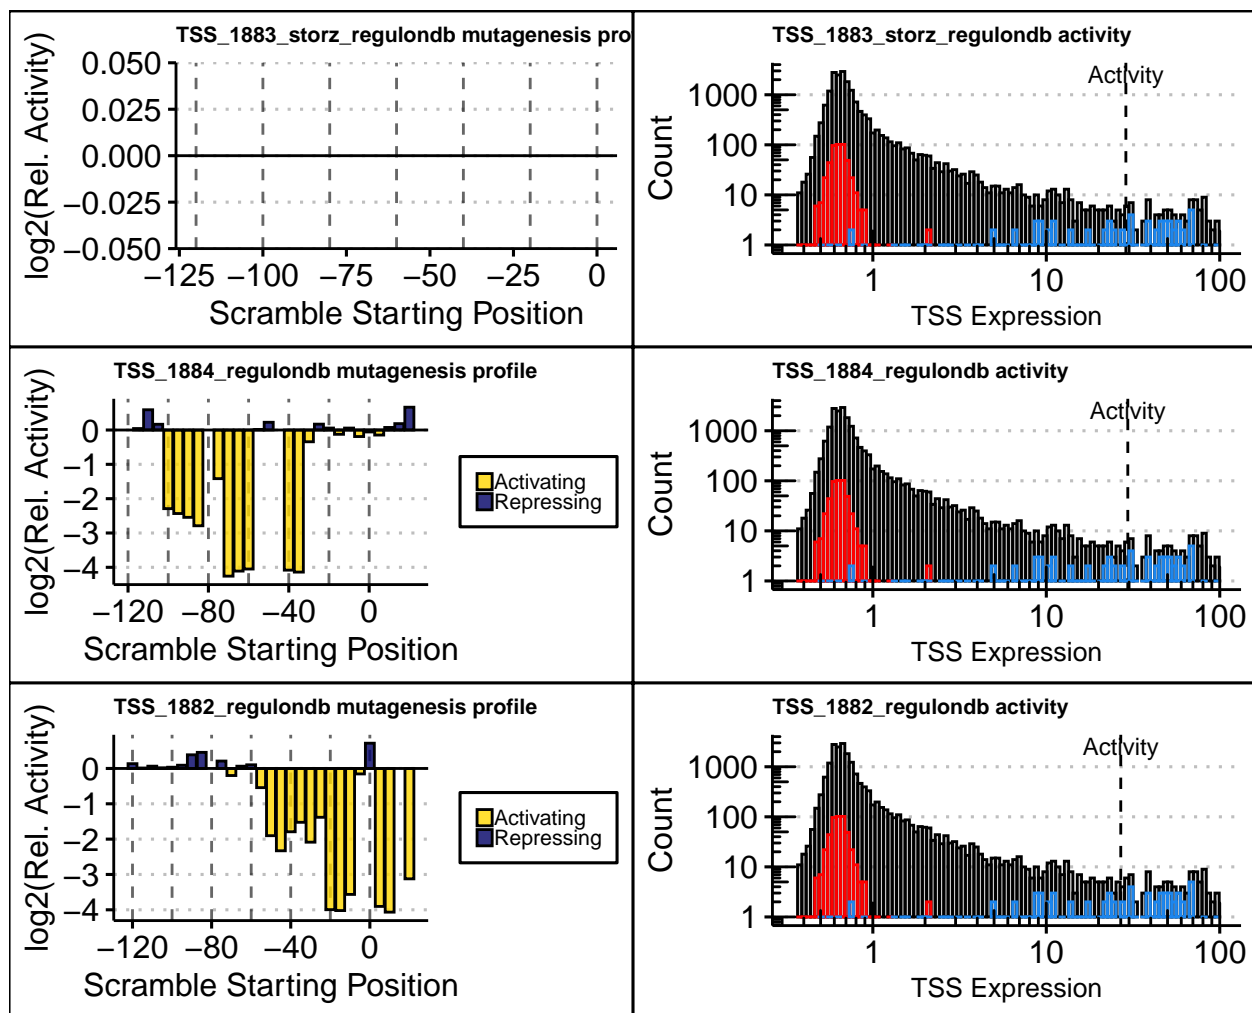 TSS_1883_storz_regulondb mutagenesis pro
log2(Rel. Activity)
0.050
0.025
0.000
−0.025
−0.050
−125 −100 −75 −50 −25 0
Scramble Starting Position
TSS_1883_storz_regulondb activity
Activity
Count
1000
100
10
1
1 10 100
TSS Expression
TSS_1884_regulondb mutagenesis profile
log2(Rel. Activity)
0
−1
−2
−3
−4
−120 −80 −40 0
Scramble Starting Position
Activating
Repressing
TSS_1884_regulondb activity
Activity
Count
1000
100
10
1
1 10 100
TSS Expression
TSS_1882_regulondb mutagenesis profile
log2(Rel. Activity)
0
−1
−2
−3
−4
−120 −80 −40 0
Scramble Starting Position
Activating
Repressing
TSS_1882_regulondb activity
Activity
Count
1000
100
10
1
1 10 100
TSS Expression